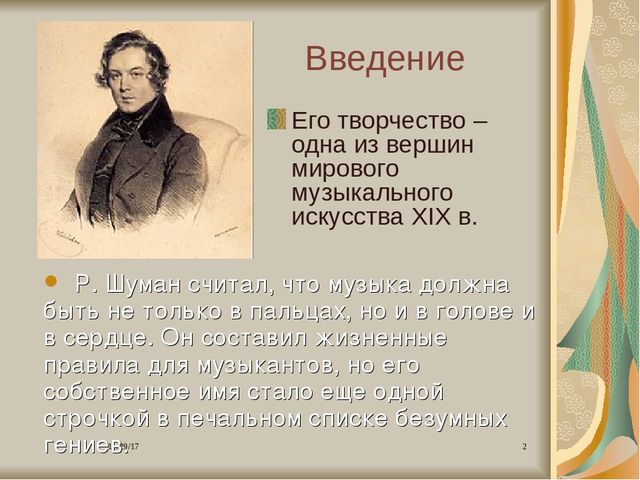 Введение
Его творчество –
одна из вершин
мирового
музыкального
искусства XIX в.
Р. Шуман считал, что музыка должна
быть не только в пальцах, но и в голове и
в сердце. Он составил жизненные
правила для музыкантов, но его
собственное имя стало еще одной
строчкой в печальном списке безумных
гениев.
2